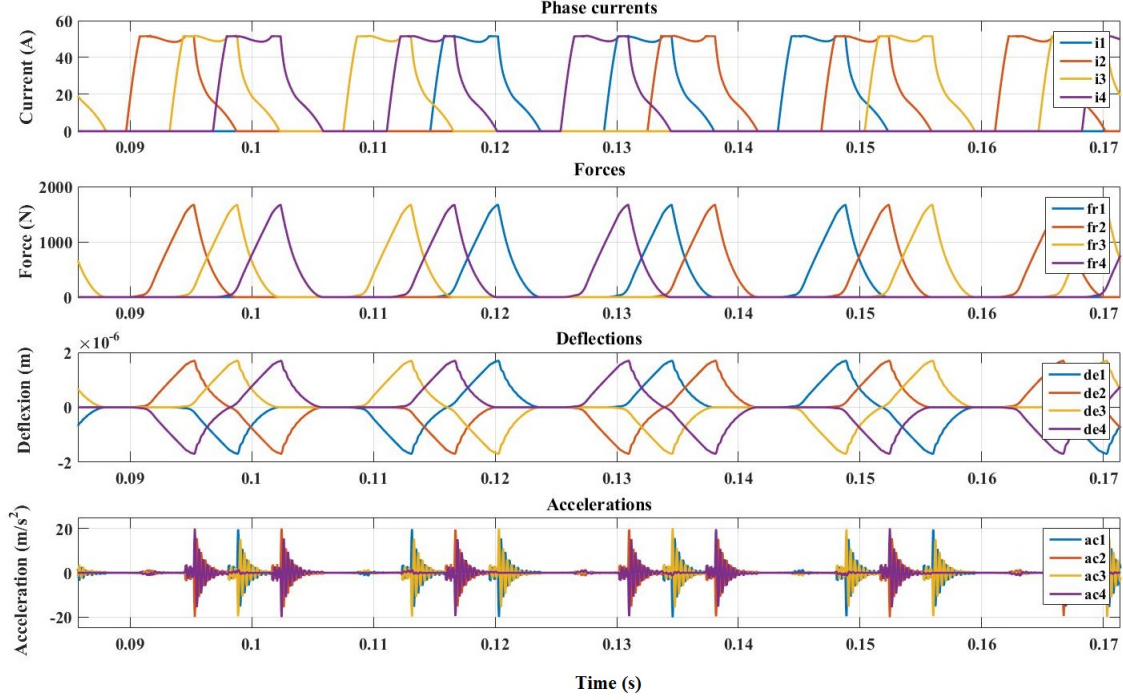 Phase currents
Current (A)
60
40
20
0
i1
i2
i3
i4
0.09 0.1 0.11 0.12 0.13 0.14 0.15 0.16 0.17
Forces
Force (N)
2000
1000
0
fr1
fr2
fr3
fr4
0.09 0.1 0.11 0.12 0.13 0.14 0.15 0.16 0.17
×10⁻⁶ Deflections
Deflexion (m)
2
0
-2
de1
de2
de3
de4
0.09 0.1 0.11 0.12 0.13 0.14 0.15 0.16 0.17
Accelerations
Acceleration (m/s²)
20
0
-20
ac1
ac2
ac3
ac4
0.09 0.1 0.11 0.12 0.13 0.14 0.15 0.16 0.17
Time (s)